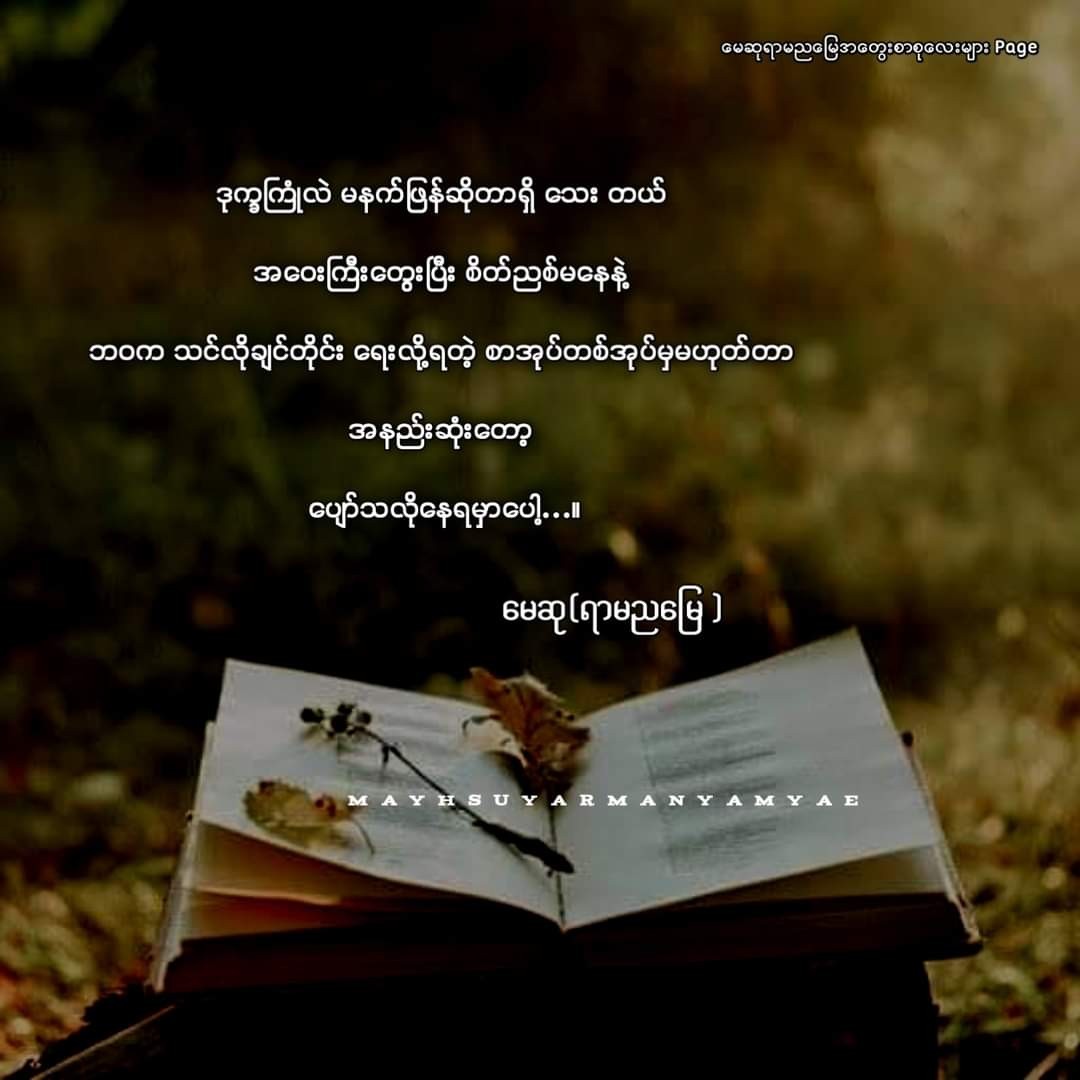 မေဆုရာမညမြေအတွေးစာစုလေးများ Page
ဒုက္ခကြုံလဲ မနက်ဖြန်ဆိုတာရှိ သေး တယ်
အဝေးကြီးတွေးပြီး စိတ်ညစ်မနေနဲ့
ဘဝက သင်လိုချင်တိုင်း ရေးလို့ရတဲ့ စာအုပ်တစ်အုပ်မှမဟုတ်တာ
အနည်းဆုံးတော့
ပျော်သလိုနေရမှာပေါ့...။
မေဆု(ရာမညမြေ )
MAYHSUYARMANYAMYAE